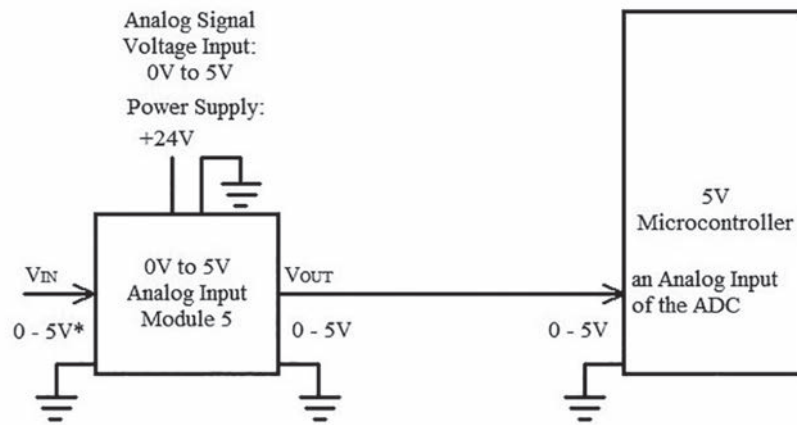 Analog Signal
Voltage Input:
0V to 5V
Power Supply:
+24V
5V
Microcontroller
an Analog Input
of the ADC
VIN
0V to 5V
Analog Input
Module 5
VOUT
0 - 5V*
0 - 5V
0 - 5V